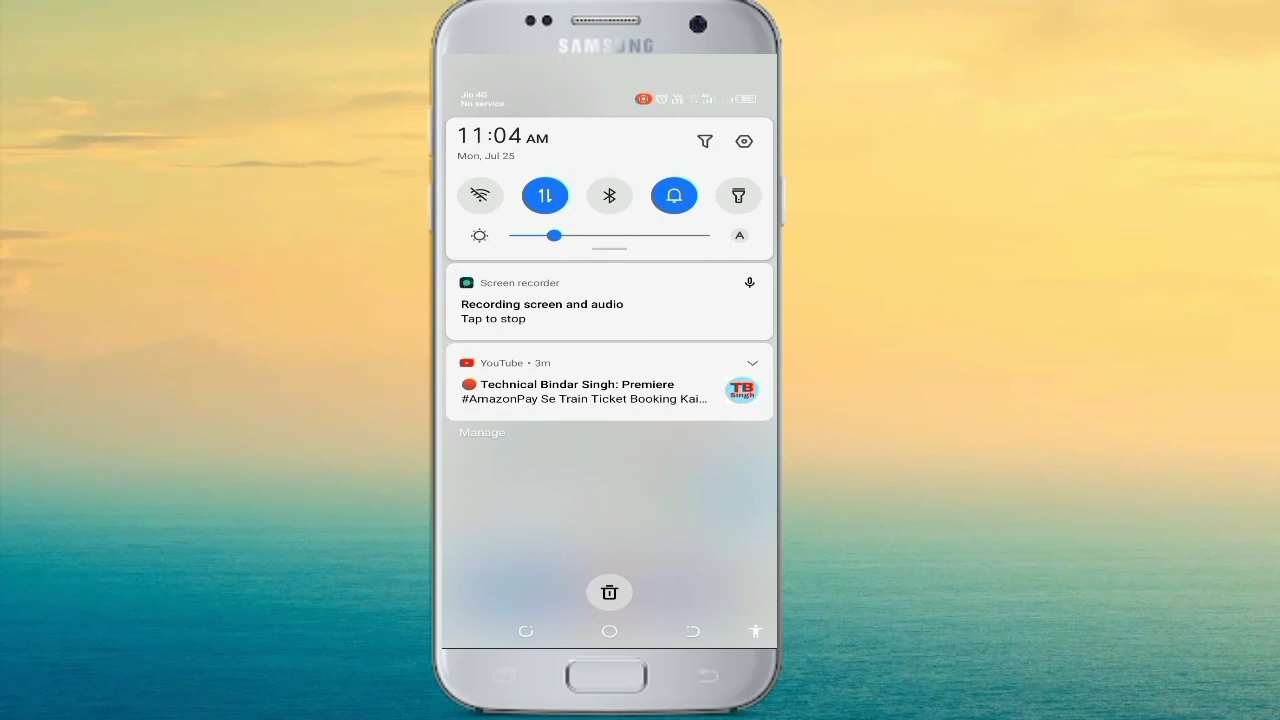 SAMSUNG
Jio 4G
No service
11:04 AM
Mon, Jul 25
A
Screen recorder
Recording screen and audio
Tap to stop
YouTube • 3m
🔴 Technical Bindar Singh: Premiere
#AmazonPay Se Train Ticket Booking Kai...
TB
Singh
Manage